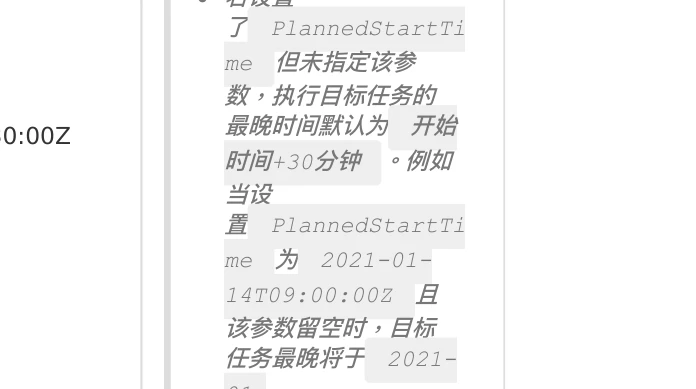 0:00Z
若设置
了 PlannedStartTi
me 但未指定该参
数，执行目标任务的
最晚时间默认为 开始
时间+30分钟 。例如
当设
置 PlannedStartTi
me 为 2021-01-
14T09:00:00Z 且
该参数留空时，目标
任务最晚将于 2021-